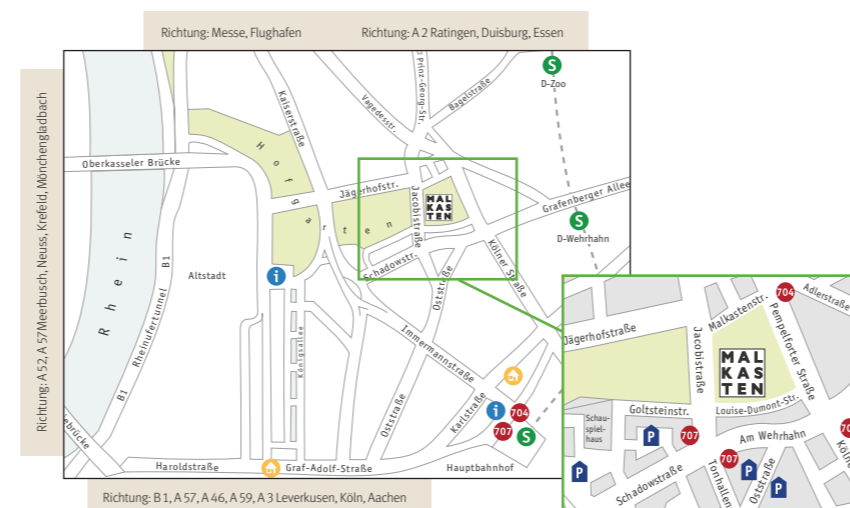 Richtung: Messe, Flughafen
Richtung: A 2 Ratingen, Duisburg, Essen
Richtung: A 52, A 57 Meerbusch, Neuss, Krefeld, Mönchengladbach
S
D-Zoo
Kaiserstraße
Vagedesstr.
Prinz-Georg-Str.
Bagelstraße
Oberkasseler Brücke
Hofgarten
Jägerhofstr.
Jacobistraße
MAL
KAS
TEN
Grafenberger Allee
S
D-Wehrhahn
Rhein
B1
Rheinufertunnel
B1
Altstadt
i
Schadowstr.
Oststraße
Kölner Straße
Königsallee
Immermannstraße
Oststraße
Karlstraße
i
704
707
S
Haroldstraße
Graf-Adolf-Straße
Hauptbahnhof
Richtung: B 1, A 57, A 46, A 59, A 3 Leverkusen, Köln, Aachen
704
Adlerstraße
Malkastenstr.
Jägerhofstraße
Jacobistraße
Pempelforter Straße
MAL
KAS
TEN
Goltsteinstr.
Louise-Dumont-Str.
Schau-
spiel-
haus
P
707
Am Wehrhahn
707
P
Schadowstraße
Tonhallen
P
Oststraße
P